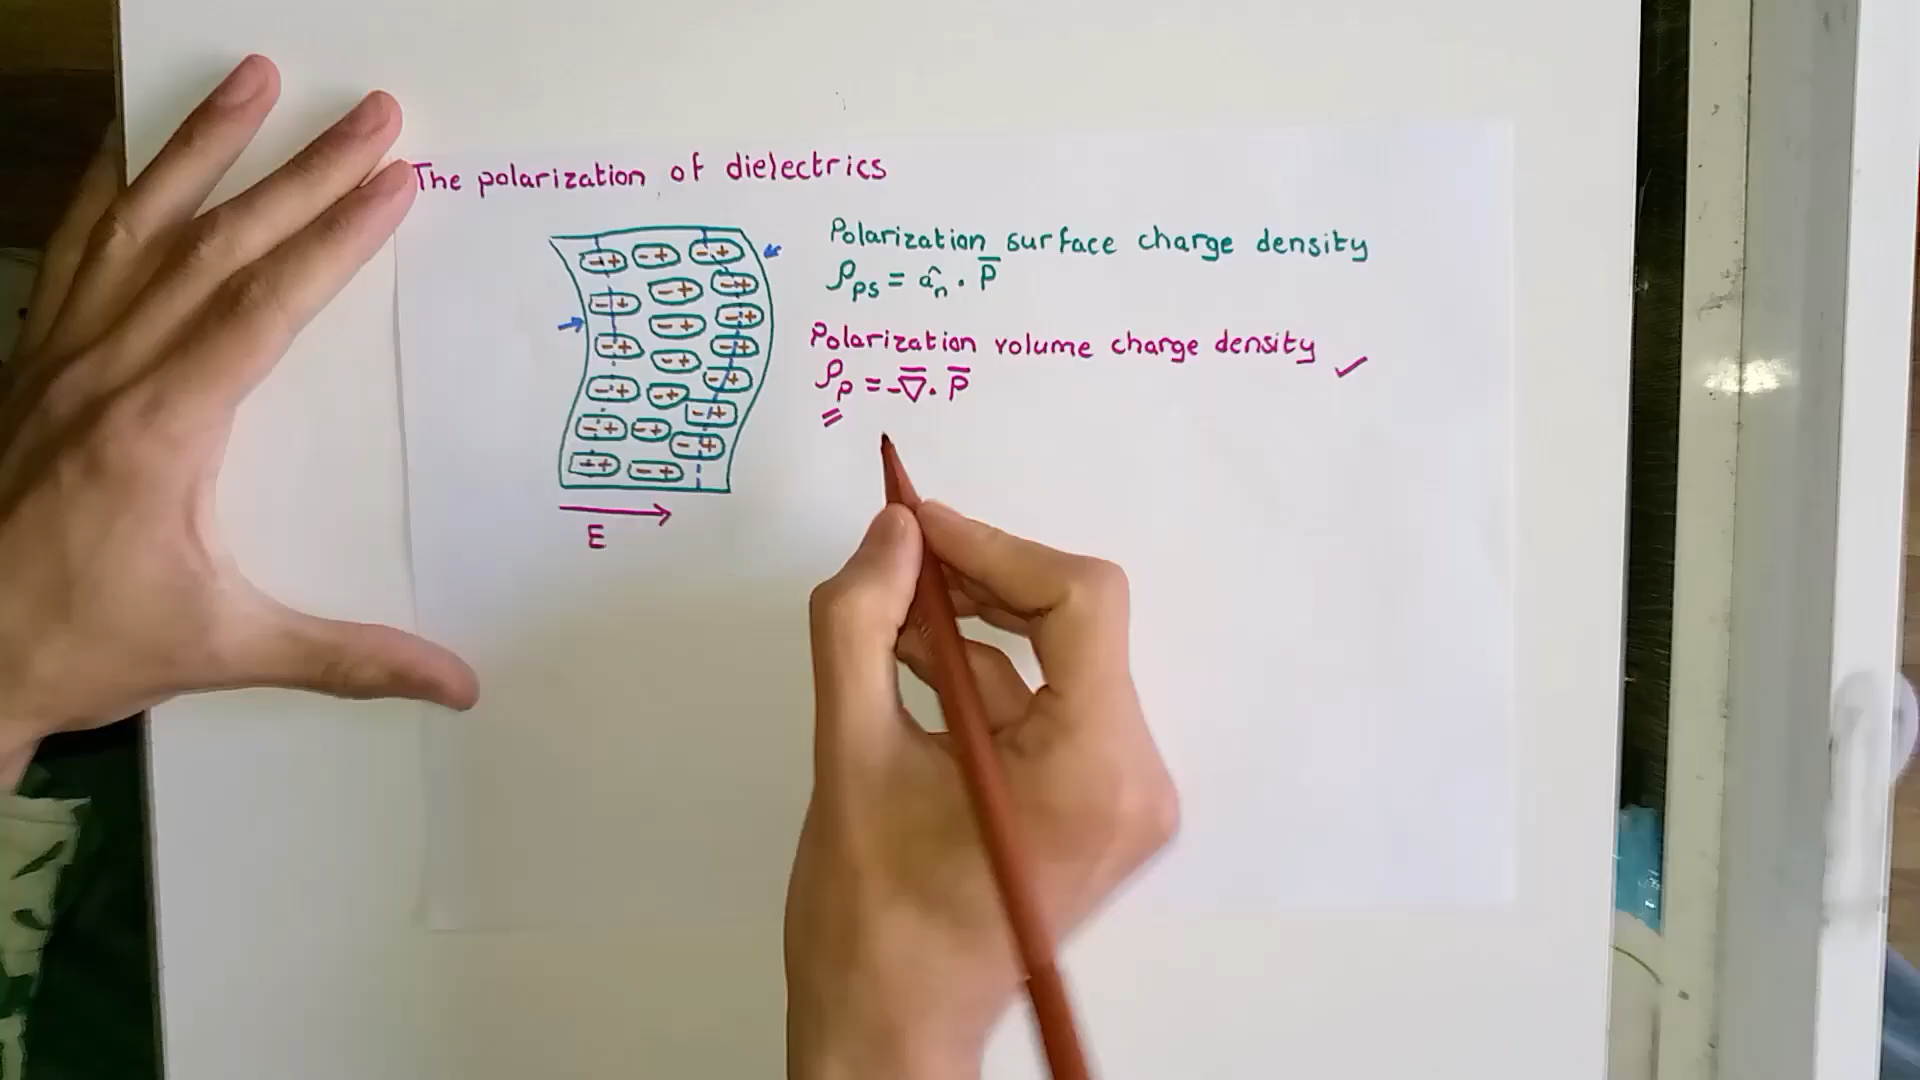 The polarization of dielectrics
Polarization surface charge density
ρps = âₙ · P̅
Polarization volume charge density ✓
ρp = -∇̅ · P̅
E